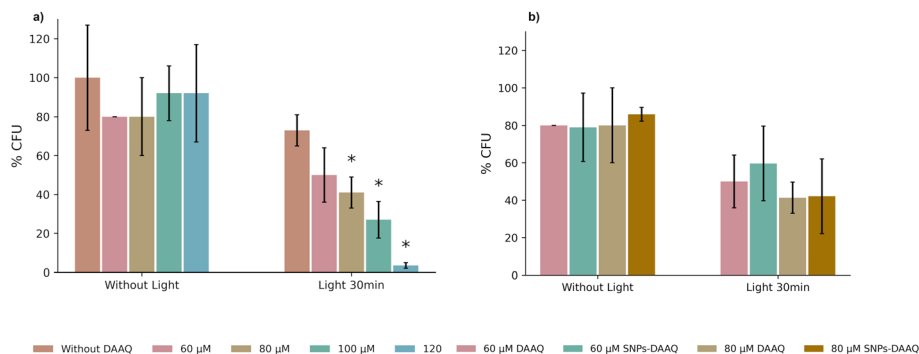 a)
120
100
80
60
40
20
0
% CFU
*
*
*
Without Light
Light 30min
b)
120
100
80
60
40
20
0
% CFU
Without Light
Light 30min
Without DAAQ 60 µM 80 µM 100 µM 120 60 µM DAAQ 60 µM SNPs-DAAQ 80 µM DAAQ 80 µM SNPs-DAAQ